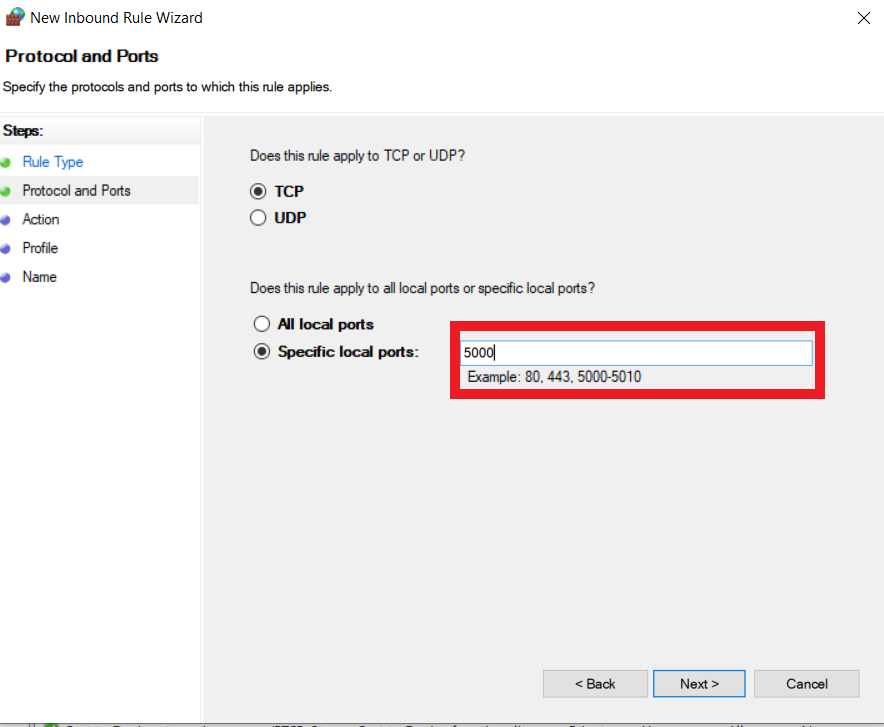 New Inbound Rule Wizard
Protocol and Ports
Specify the protocols and ports to which this rule applies.
Steps:
Rule Type
Protocol and Ports
Action
Profile
Name
Does this rule apply to TCP or UDP?
TCP
UDP
Does this rule apply to all local ports or specific local ports?
All local ports
Specific local ports:
5000
Example: 80, 443, 5000-5010
< Back
Next >
Cancel